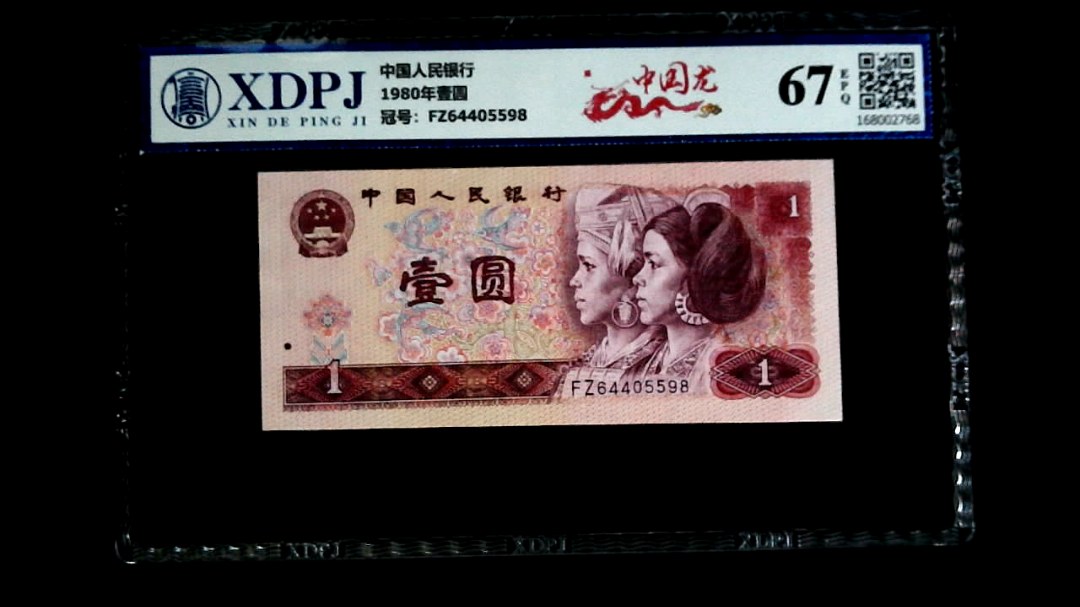 XDPJ
XIN DE PING JI
中国人民银行
1980年壹圆
冠号：FZ64405598
中国龙
67
EPQ
168002768
中国人民银行
1
壹圆
1
FZ64405598
1
XDPJ
XDPJ
XDPJ